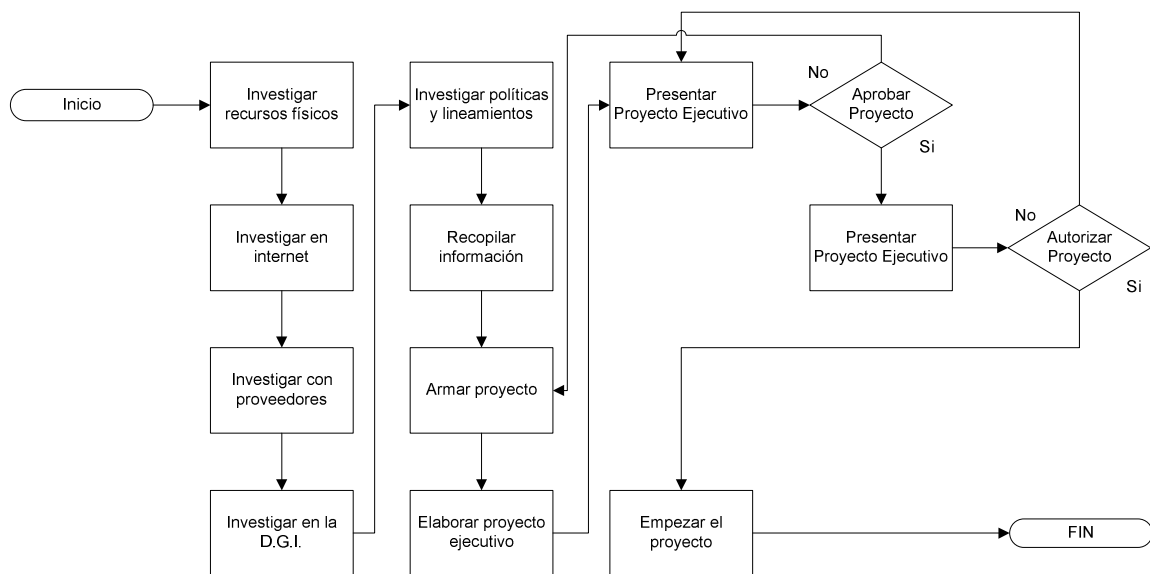 Inicio
Investigar
recursos físicos
Investigar en
internet
Investigar con
proveedores
Investigar en la
D.G.I.
Investigar políticas
y lineamientos
Recopilar
información
Armar proyecto
Elaborar proyecto
ejecutivo
Presentar
Proyecto Ejecutivo
No
Aprobar
Proyecto
Si
Presentar
Proyecto Ejecutivo
No
Autorizar
Proyecto
Si
Empezar el
proyecto
FIN